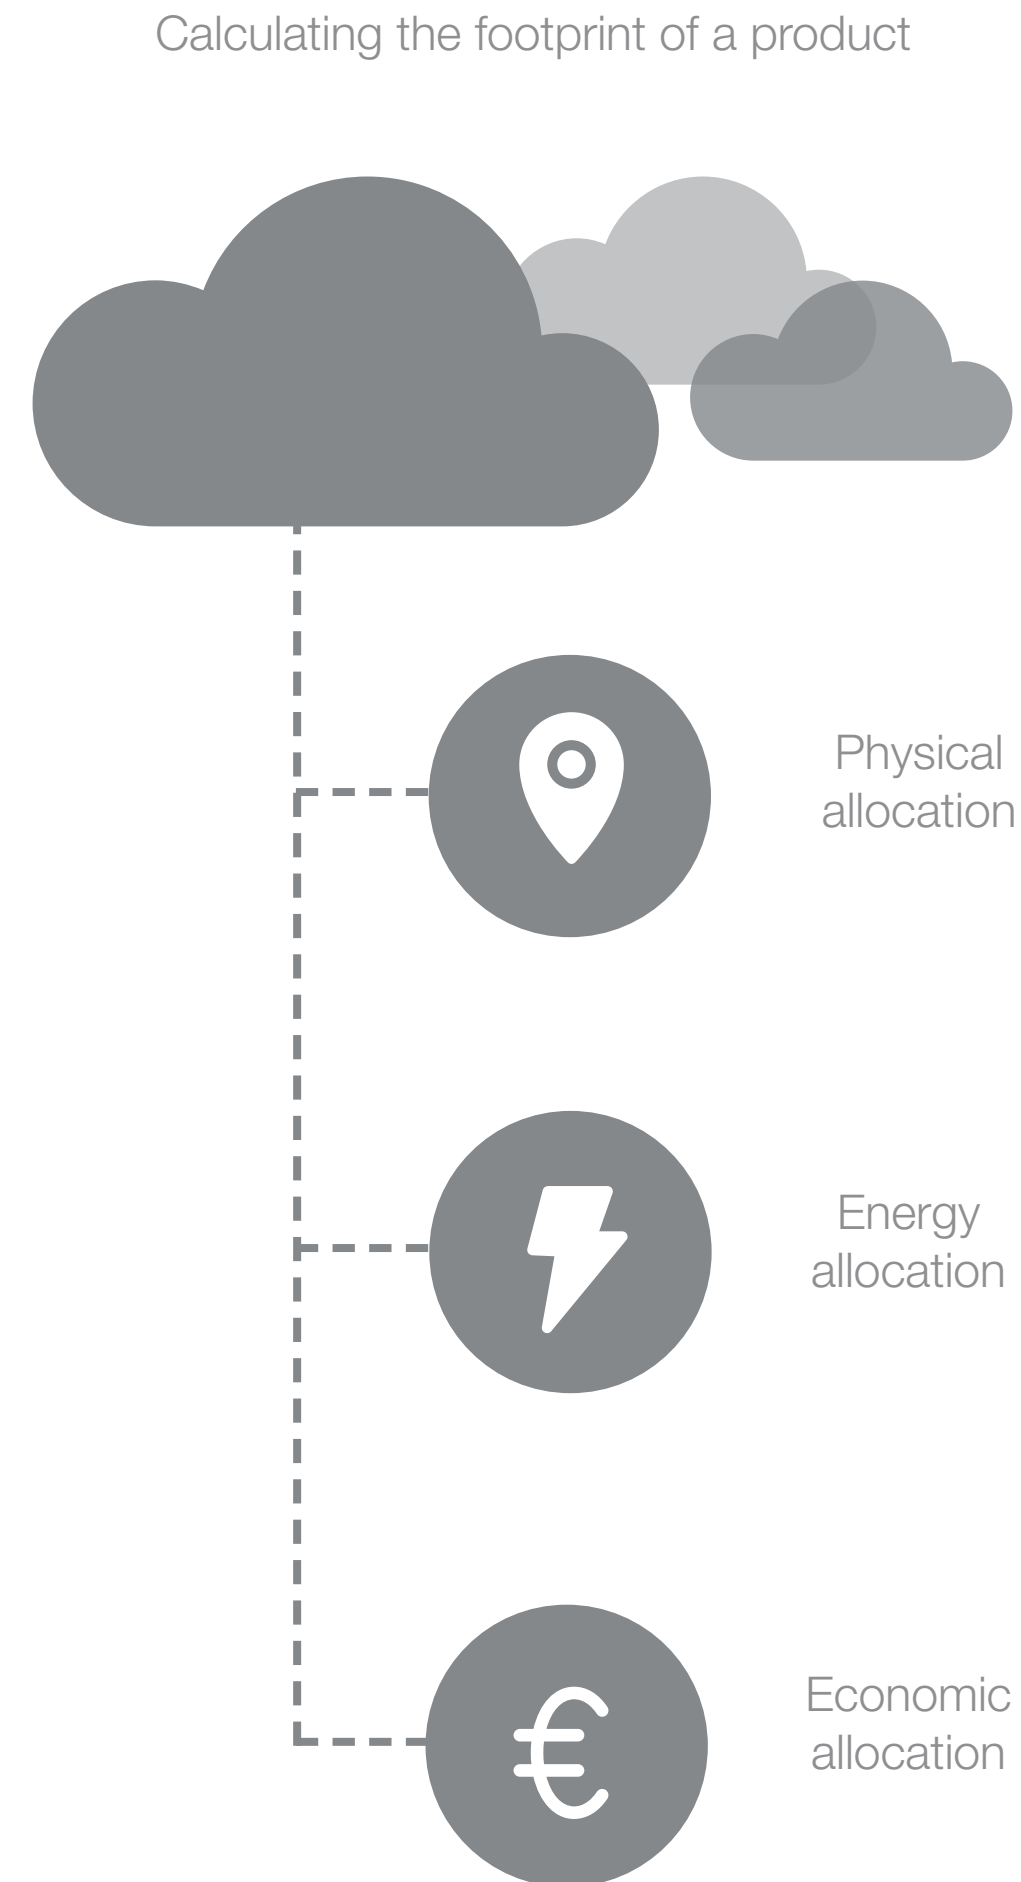 Calculating the footprint of a product
Physical
allocation
Energy
allocation
€
Economic
allocation